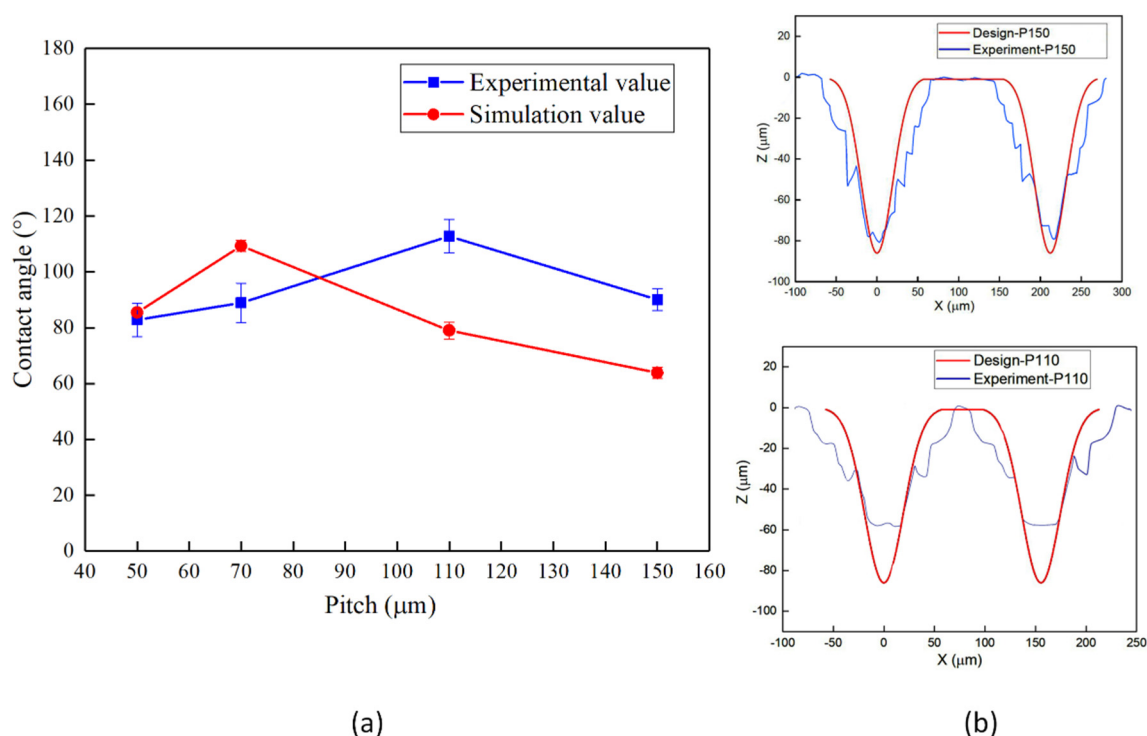 180
160
140
120
100
80
60
40
20
0
Contact angle (°)
Experimental value
Simulation value
40 50 60 70 80 90 100 110 120 130 140 150 160
Pitch (μm)
(a)
20
0
-20
-40
-60
-80
-100
Z (μm)
Design-P150
Experiment-P150
-100 -50 0 50 100 150 200 250 300
X (μm)
20
0
-20
-40
-60
-80
-100
Z (μm)
Design-P110
Experiment-P110
-100 -50 0 50 100 150 200 250
X (μm)
(b)